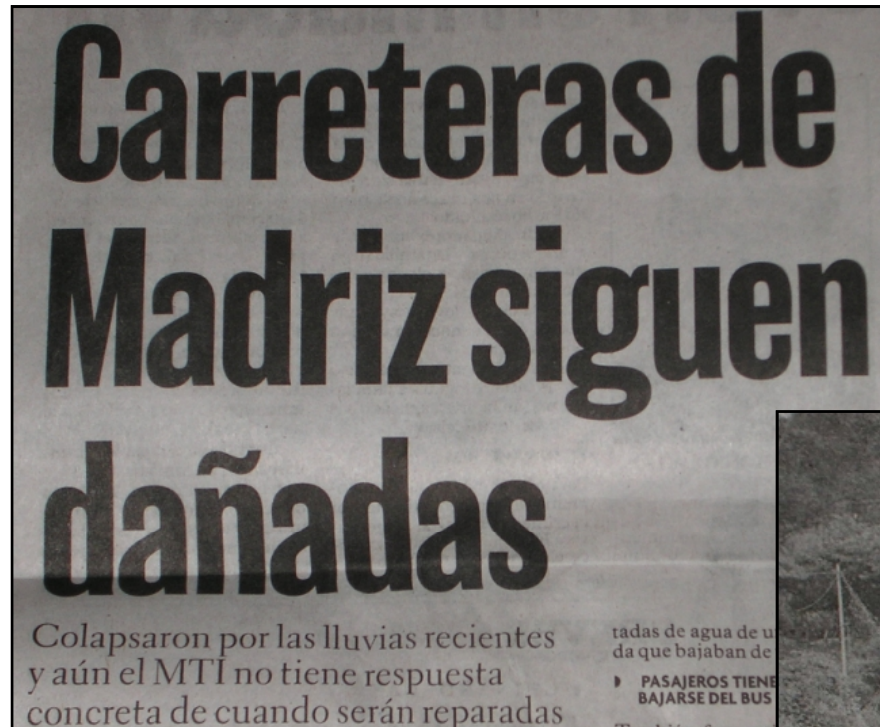 Carreteras de
Madriz siguen
dañadas
Colapsaron por las lluvias recientes
y aún el MTI no tiene respuesta
concreta de cuando serán reparadas
tadas de agua de
da que bajaban de
PASAJEROS TIENE
BAJARSE DEL BUS